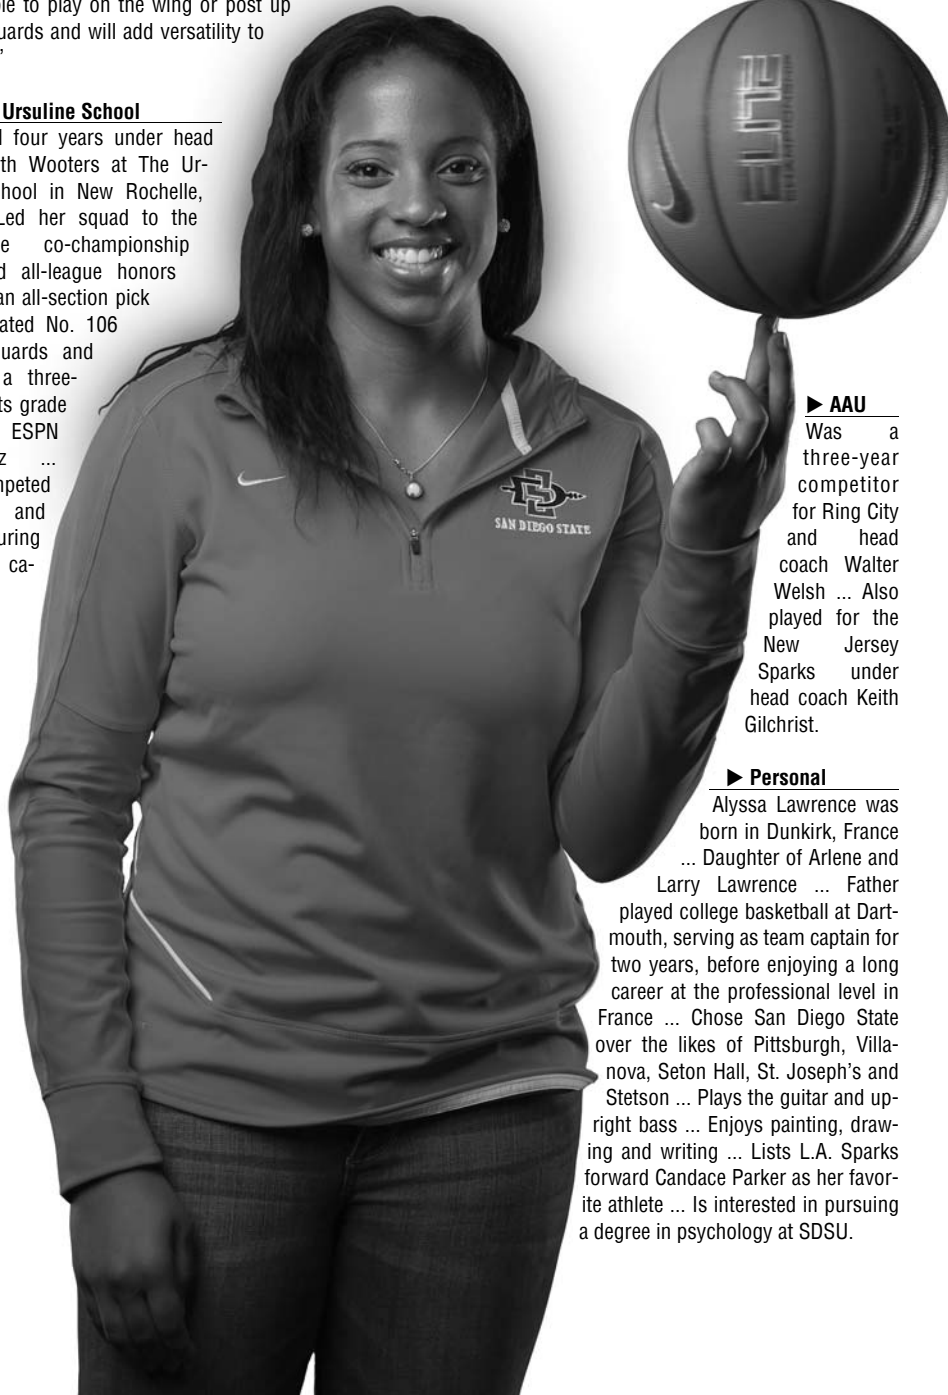 ble to play on the wing or post up
uards and will add versatility to
”
Ursuline School
four years under head
th Wooters at The Ur-
hool in New Rochelle,
Led her squad to the
e co-championship
d all-league honors
an all-section pick
ated No. 106
uards and
a three-
ts grade
ESPN
z ...
mpeted
and
uring
ca-
ELITE
SAN DIEGO STATE
▶ AAU
Was a
three-year
competitor
for Ring City
and head
coach Walter
Welsh ... Also
played for the
New Jersey
Sparks under
head coach Keith
Gilchrist.
▶ Personal
Alyssa Lawrence was
born in Dunkirk, France
... Daughter of Arlene and
Larry Lawrence ... Father
played college basketball at Dart-
mouth, serving as team captain for
two years, before enjoying a long
career at the professional level in
France ... Chose San Diego State
over the likes of Pittsburgh, Villa-
nova, Seton Hall, St. Joseph’s and
Stetson ... Plays the guitar and up-
right bass ... Enjoys painting, draw-
ing and writing ... Lists L.A. Sparks
forward Candace Parker as her favor-
ite athlete ... Is interested in pursuing
a degree in psychology at SDSU.